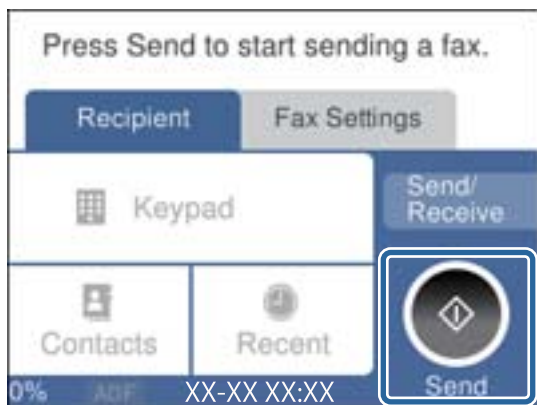 Press Send to start sending a fax.
Recipient
Fax Settings
Keypad
Send/
Receive
Contacts
Recent
0%
ADF
XX-XX XX:XX
Send